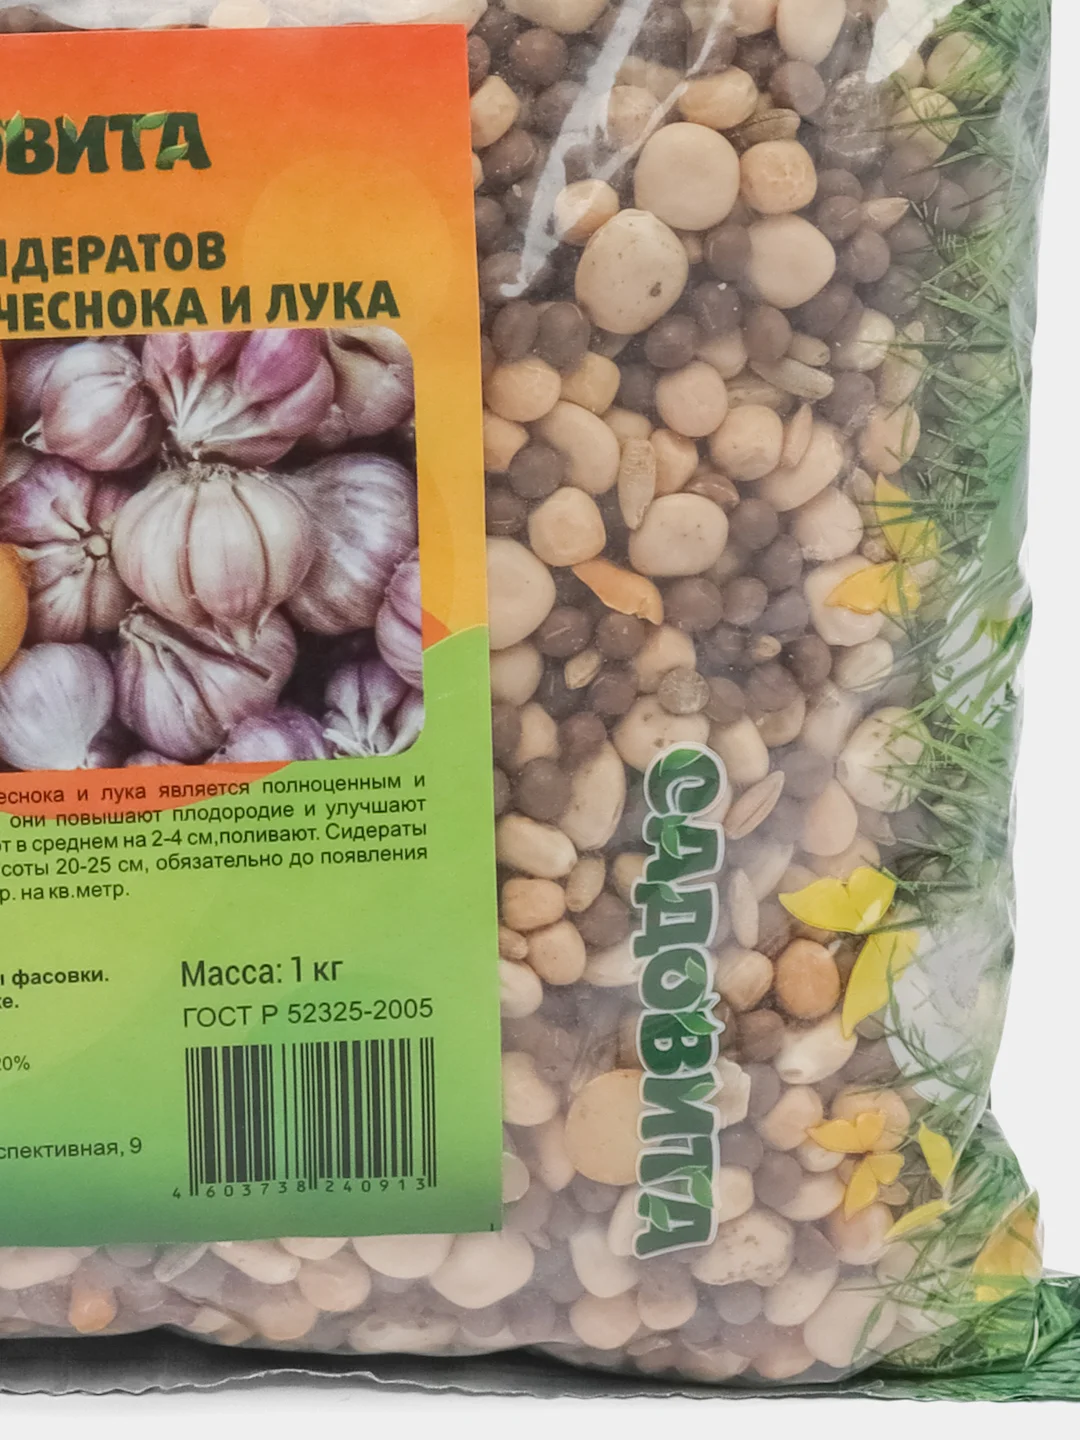 ОВИТА
ИДЕРАТОВ
ЧЕСНОКА И ЛУКА
еснока и лука является полноценным и
они повышают плодородие и улучшают
т в среднем на 2-4 см,поливают. Сидераты
соты 20-25 см, обязательно до появления
р. на кв.метр.
ы фасовки.
ке.
20%
спективная, 9
Масса: 1 кг
ГОСТ Р 52325-2005
4 603738 240913
САДОВИТА